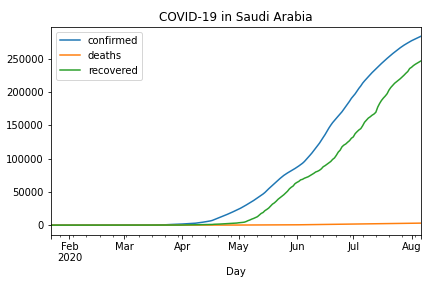 COVID-19 in Saudi Arabia
confirmed
deaths
recovered
250000
200000
150000
100000
50000
0
Feb Mar Apr May Jun Jul Aug
2020
Day